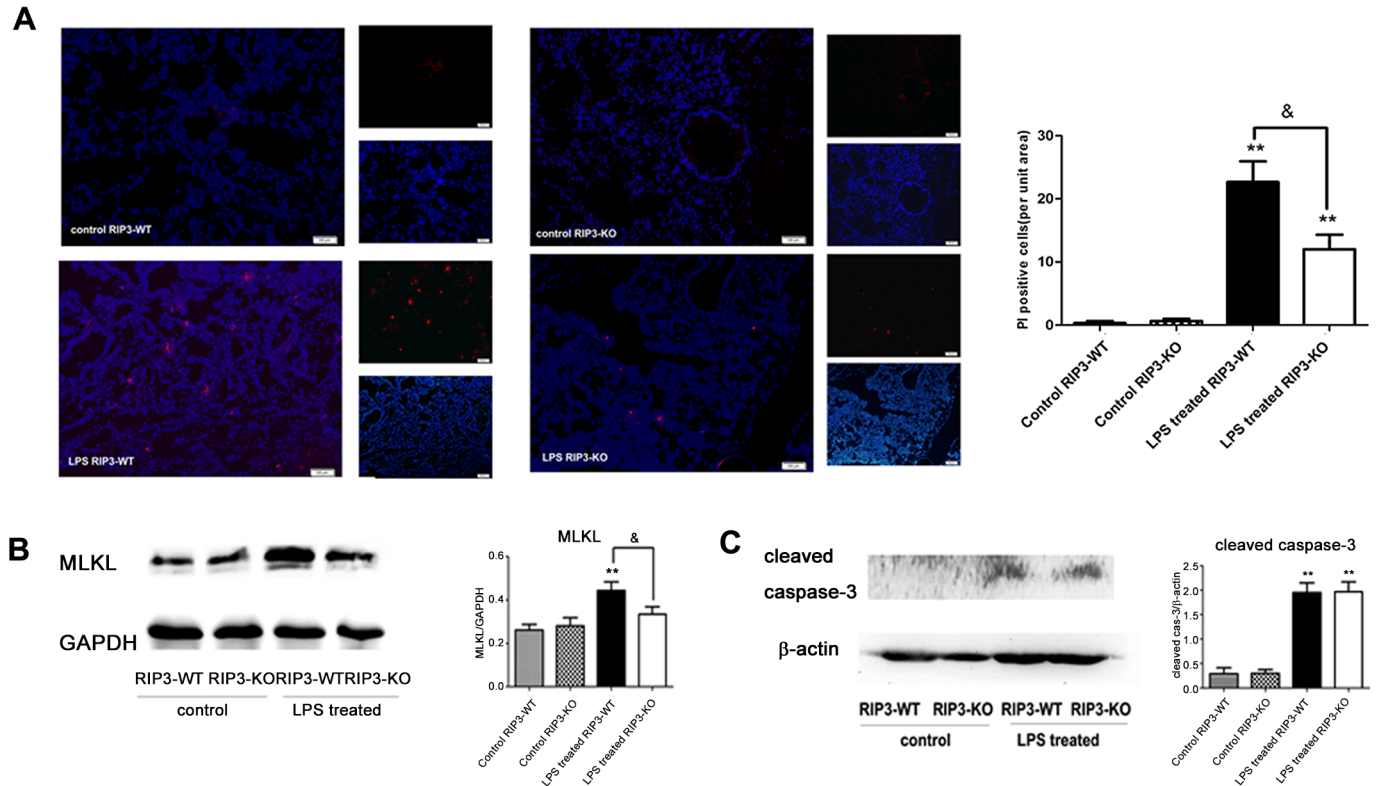 A
control RIP3-WT
control RIP3-KO
LPS RIP3-WT
LPS RIP3-KO
&
**
**
30
20
10
0
PI positive cells(per unit area)
Control RIP3-WT
Control RIP3-KO
LPS treated RIP3-WT
LPS treated RIP3-KO
B
MLKL
GAPDH
RIP3-WT RIP3-KORIP3-WTRIP3-KO
control LPS treated
MLKL
&
**
0.6
0.4
0.2
0.0
MLKL/GAPDH
Control RIP3-WT
Control RIP3-KO
LPS treated RIP3-WT
LPS treated RIP3-KO
C
cleaved
caspase-3
β-actin
RIP3-WT RIP3-KO RIP3-WT RIP3-KO
control LPS treated
cleaved caspase-3
** **
2.5
2.0
1.5
1.0
0.5
0.0
cleaved cas-3/β-actin
Control RIP3-WT
Control RIP3-KO
LPS treated RIP3-WT
LPS treated RIP3-KO